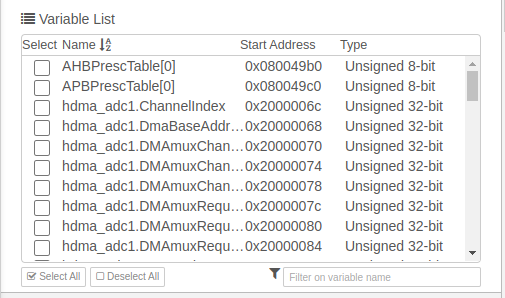 Variable List
Select Name Start Address Type
AHBPrescTable[0] 0x080049b0 Unsigned 8-bit
APBPrescTable[0] 0x080049c0 Unsigned 8-bit
hdma_adc1.ChannelIndex 0x2000006c Unsigned 32-bit
hdma_adc1.DmaBaseAddr... 0x20000068 Unsigned 32-bit
hdma_adc1.DMAmuxChan... 0x20000070 Unsigned 32-bit
hdma_adc1.DMAmuxChan... 0x20000074 Unsigned 32-bit
hdma_adc1.DMAmuxChan... 0x20000078 Unsigned 32-bit
hdma_adc1.DMAmuxRequ... 0x2000007c Unsigned 32-bit
hdma_adc1.DMAmuxRequ... 0x20000080 Unsigned 32-bit
hdma_adc1.DMAmuxRequ... 0x20000084 Unsigned 32-bit
Select All Deselect All Filter on variable name